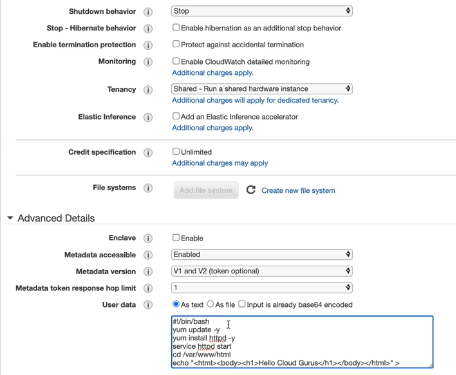 Shutdown behavior Stop
Stop - Hibernate behavior Enable hibernation as an additional stop behavior
Enable termination protection Protect against accidental termination
Monitoring Enable CloudWatch detailed monitoring
Additional charges apply.
Tenancy Shared - Run a shared hardware instance
Additional charges will apply for dedicated tenancy.
Elastic Inference Add an Elastic Inference accelerator
Additional charges apply.
Credit specification Unlimited
Additional charges may apply
File systems Add file system Create new file system
Advanced Details
Enclave Enable
Metadata accessible Enabled
Metadata version V1 and V2 (token optional)
Metadata token response hop limit 1
User data As text As file Input is already base64 encoded
#!/bin/bash
yum update -y
yum install httpd -y
service httpd start
cd /var/www/html
echo "<html><body><h1>Hello Cloud Gurus</h1></body></html>" >